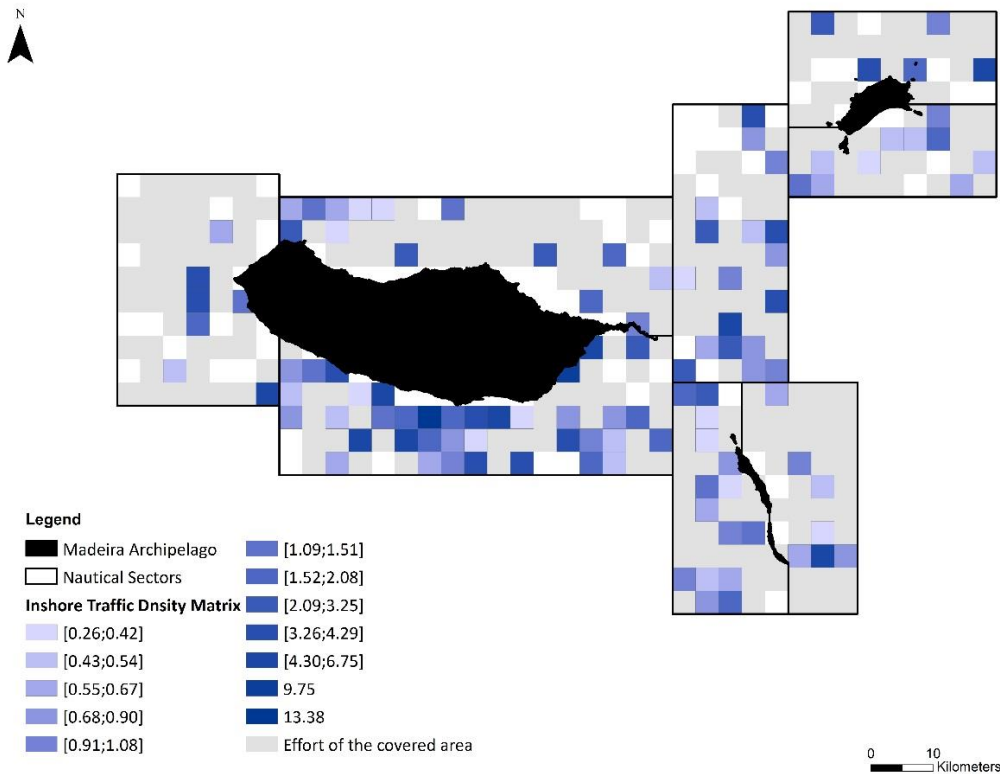 N
Legend
Madeira Archipelago
Nautical Sectors
Inshore Traffic Dnsity Matrix
[0.26;0.42]
[0.43;0.54]
[0.55;0.67]
[0.68;0.90]
[0.91;1.08]
[1.09;1.51]
[1.52;2.08]
[2.09;3.25]
[3.26;4.29]
[4.30;6.75]
9.75
13.38
Effort of the covered area
0 10
Kilometers